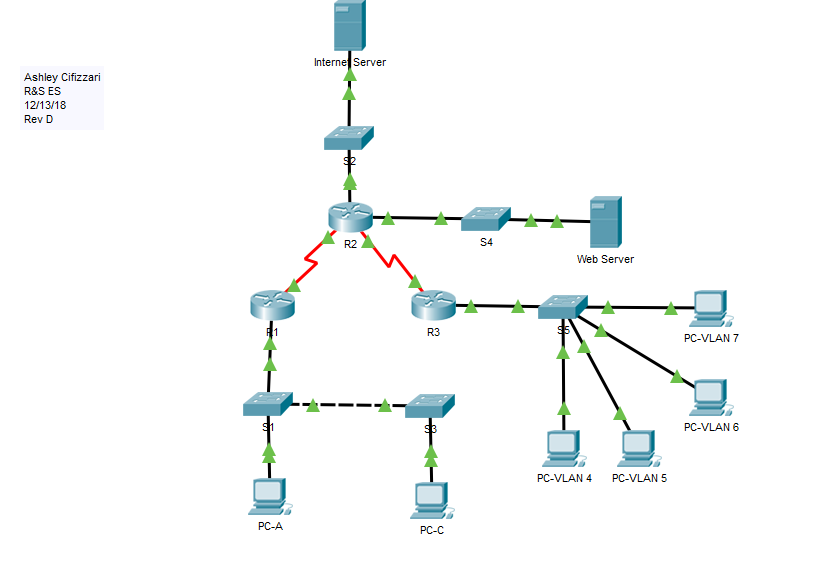 Internet Server
Ashley Cifizzari
R&S ES
12/13/18
Rev D
S2
R2
S4
Web Server
R1
R3
S5
PC-VLAN 7
S1
S3
PC-VLAN 6
PC-VLAN 4
PC-VLAN 5
PC-A
PC-C